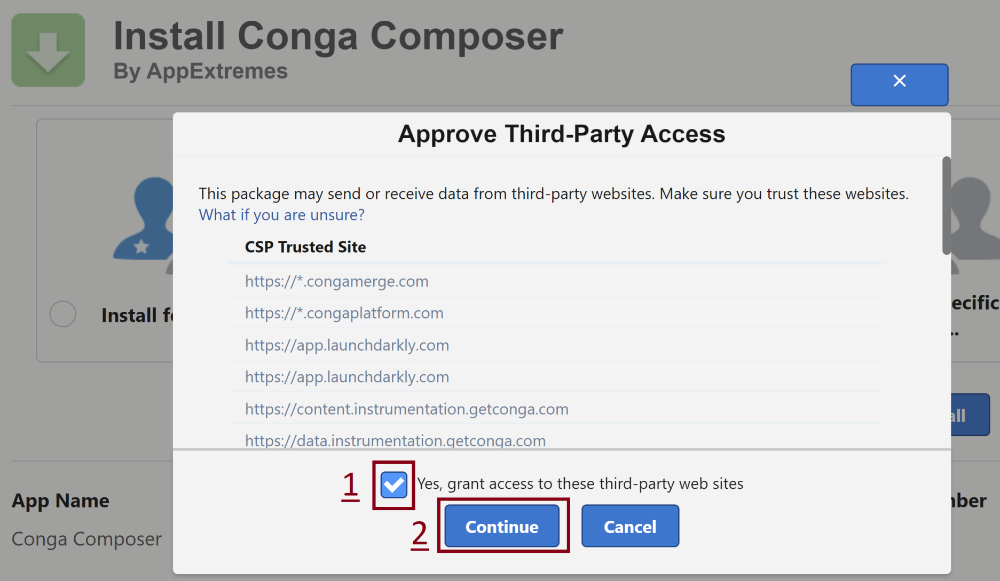 Install Conga Composer
By AppExtremes
×
Approve Third-Party Access
This package may send or receive data from third-party websites. Make sure you trust these websites.
What if you are unsure?
CSP Trusted Site
https://*.congamerge.com
https://*.congaplatform.com
https://app.launchdarkly.com
https://app.launchdarkly.com
https://content.instrumentation.getconga.com
https://data.instrumentation.getconga.com
Install
1
Yes, grant access to these third-party web sites
2
Continue
Cancel
App Name
Conga Composer